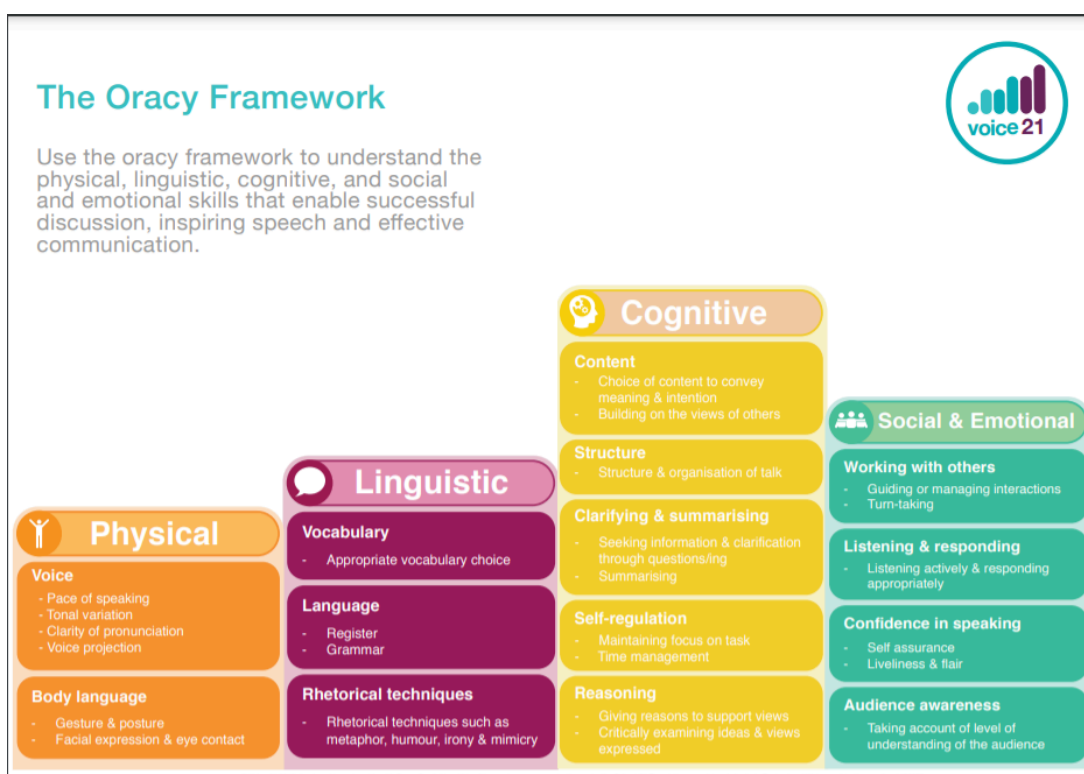 The Oracy Framework
voice 21
Use the oracy framework to understand the
physical, linguistic, cognitive, and social
and emotional skills that enable successful
discussion, inspiring speech and effective
communication.
Physical
Voice
- Pace of speaking
- Tonal variation
- Clarity of pronunciation
- Voice projection
Body language
- Gesture & posture
- Facial expression & eye contact
Linguistic
Vocabulary
- Appropriate vocabulary choice
Language
- Register
- Grammar
Rhetorical techniques
- Rhetorical techniques such as
metaphor, humour, irony & mimicry
Cognitive
Content
- Choice of content to convey
meaning & intention
- Building on the views of others
Structure
- Structure & organisation of talk
Clarifying & summarising
- Seeking information & clarification
through questions/ing
- Summarising
Self-regulation
- Maintaining focus on task
- Time management
Reasoning
- Giving reasons to support views
- Critically examining ideas & views
expressed
Social & Emotional
Working with others
- Guiding or managing interactions
- Turn-taking
Listening & responding
- Listening actively & responding
appropriately
Confidence in speaking
- Self assurance
- Liveliness & flair
Audience awareness
- Taking account of level of
understanding of the audience